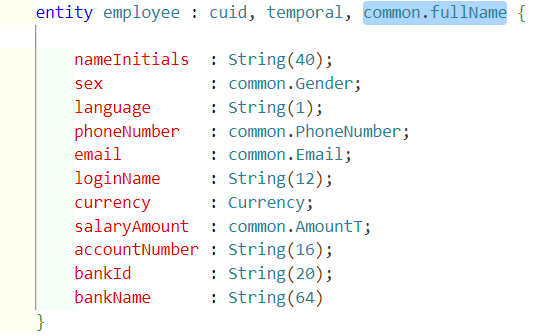 entity employee : cuid, temporal, common.fullName {
nameInitials : String(40);
sex : common.Gender;
language : String(1);
phoneNumber : common.PhoneNumber;
email : common.Email;
loginName : String(12);
currency : Currency;
salaryAmount : common.AmountT;
accountNumber : String(16);
bankId : String(20);
bankName : String(64)
}